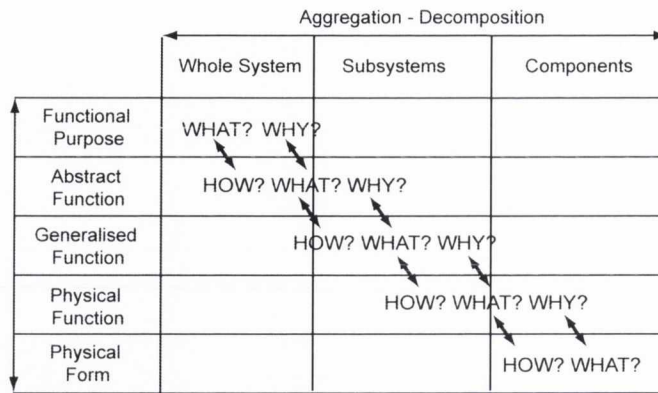 Aggregation - Decomposition
Whole System Subsystems Components
Functional
Purpose
WHAT? WHY?
Abstract
Function
HOW? WHAT? WHY?
Generalised
Function
HOW? WHAT? WHY?
Physical
Function
HOW? WHAT? WHY?
Physical
Form
HOW? WHAT?